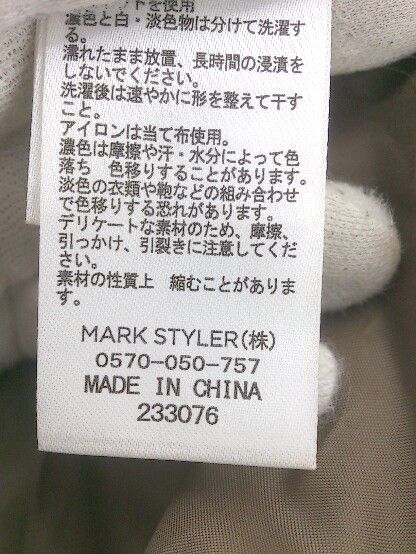 ットを使用
濃色と白・淡色物は分けて洗濯す
る。
濡れたまま放置、長時間の浸漬を
しないでください。
洗濯後は速やかに形を整えて干す
こと。
アイロンは当て布使用。
濃色は摩擦や汗・水分によって色
落ち　色移りすることがあります。
淡色の衣類や鞄などの組み合わせ
で色移りする恐れがあります。
デリケートな素材のため、摩擦、
引っかけ、引裂きに注意してくだ
さい。
素材の性質上　縮むことがありま
す。
MARK STYLER(株)
0570-050-757
MADE IN CHINA
233076